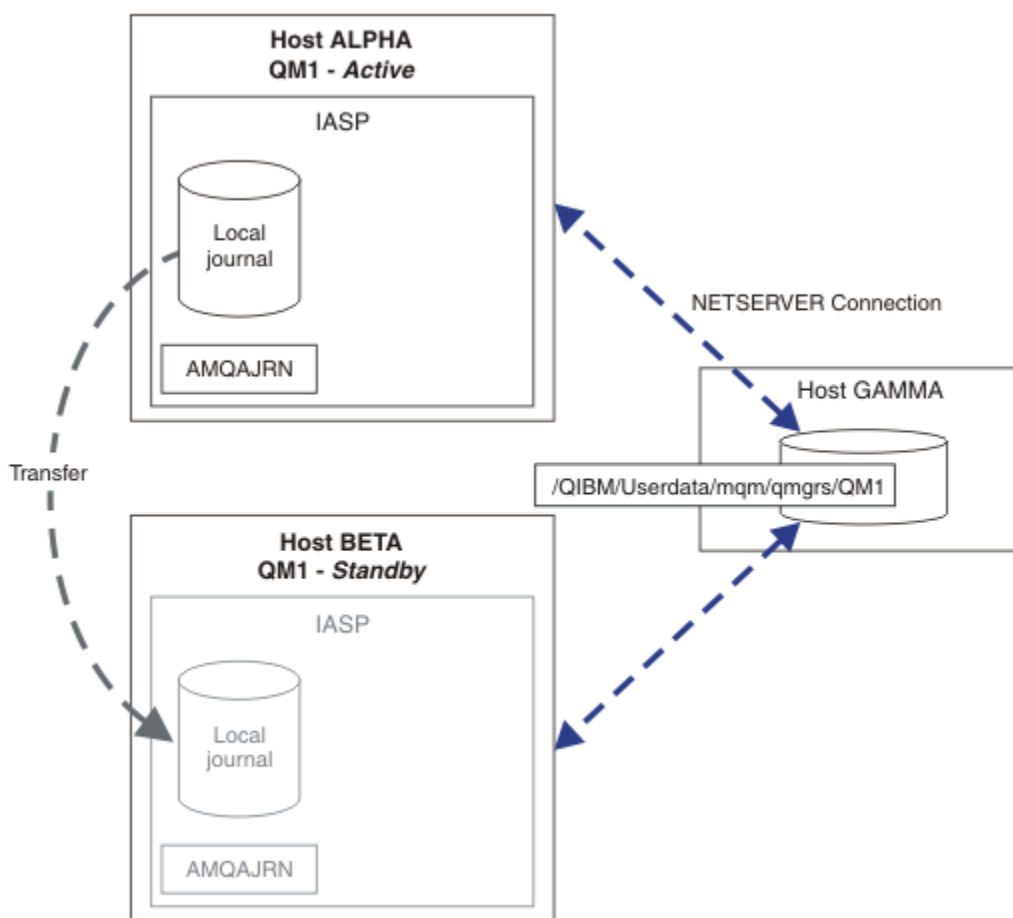 Host ALPHA
QM1 - Active
IASP
Local
journal
AMQAJRN
NETSERVER Connection
Host GAMMA
/QIBM/Userdata/mqm/qmgrs/QM1
Transfer
Host BETA
QM1 - Standby
IASP
Local
journal
AMQAJRN